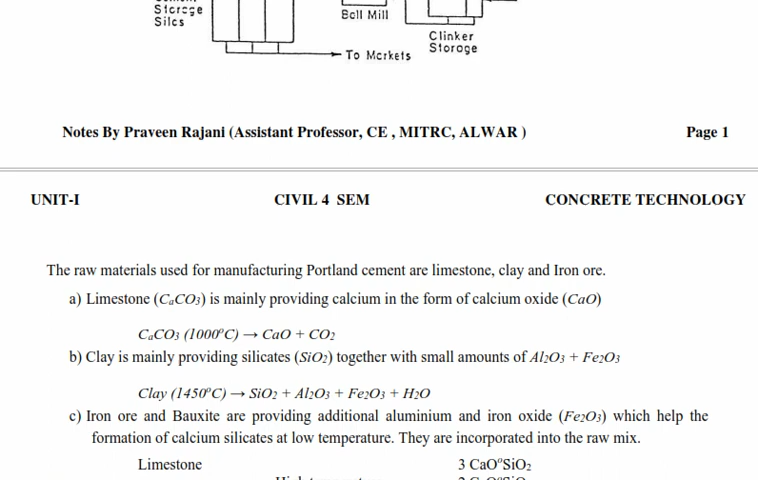 Storage
Silos
Ball Mill
Clinker
Storage
To Markets
Notes By Praveen Rajani (Assistant Professor, CE , MITRC, ALWAR ) Page 1
UNIT-I CIVIL 4 SEM CONCRETE TECHNOLOGY
The raw materials used for manufacturing Portland cement are limestone, clay and Iron ore.
a) Limestone (CₐCO₃) is mainly providing calcium in the form of calcium oxide (CaO)
CₐCO₃ (1000°C) → CaO + CO₂
b) Clay is mainly providing silicates (SiO₂) together with small amounts of Al₂O₃ + Fe₂O₃
Clay (1450°C) → SiO₂ + Al₂O₃ + Fe₂O₃ + H₂O
c) Iron ore and Bauxite are providing additional aluminium and iron oxide (Fe₂O₃) which help the
formation of calcium silicates at low temperature. They are incorporated into the raw mix.
Limestone 3 CaO°SiO₂